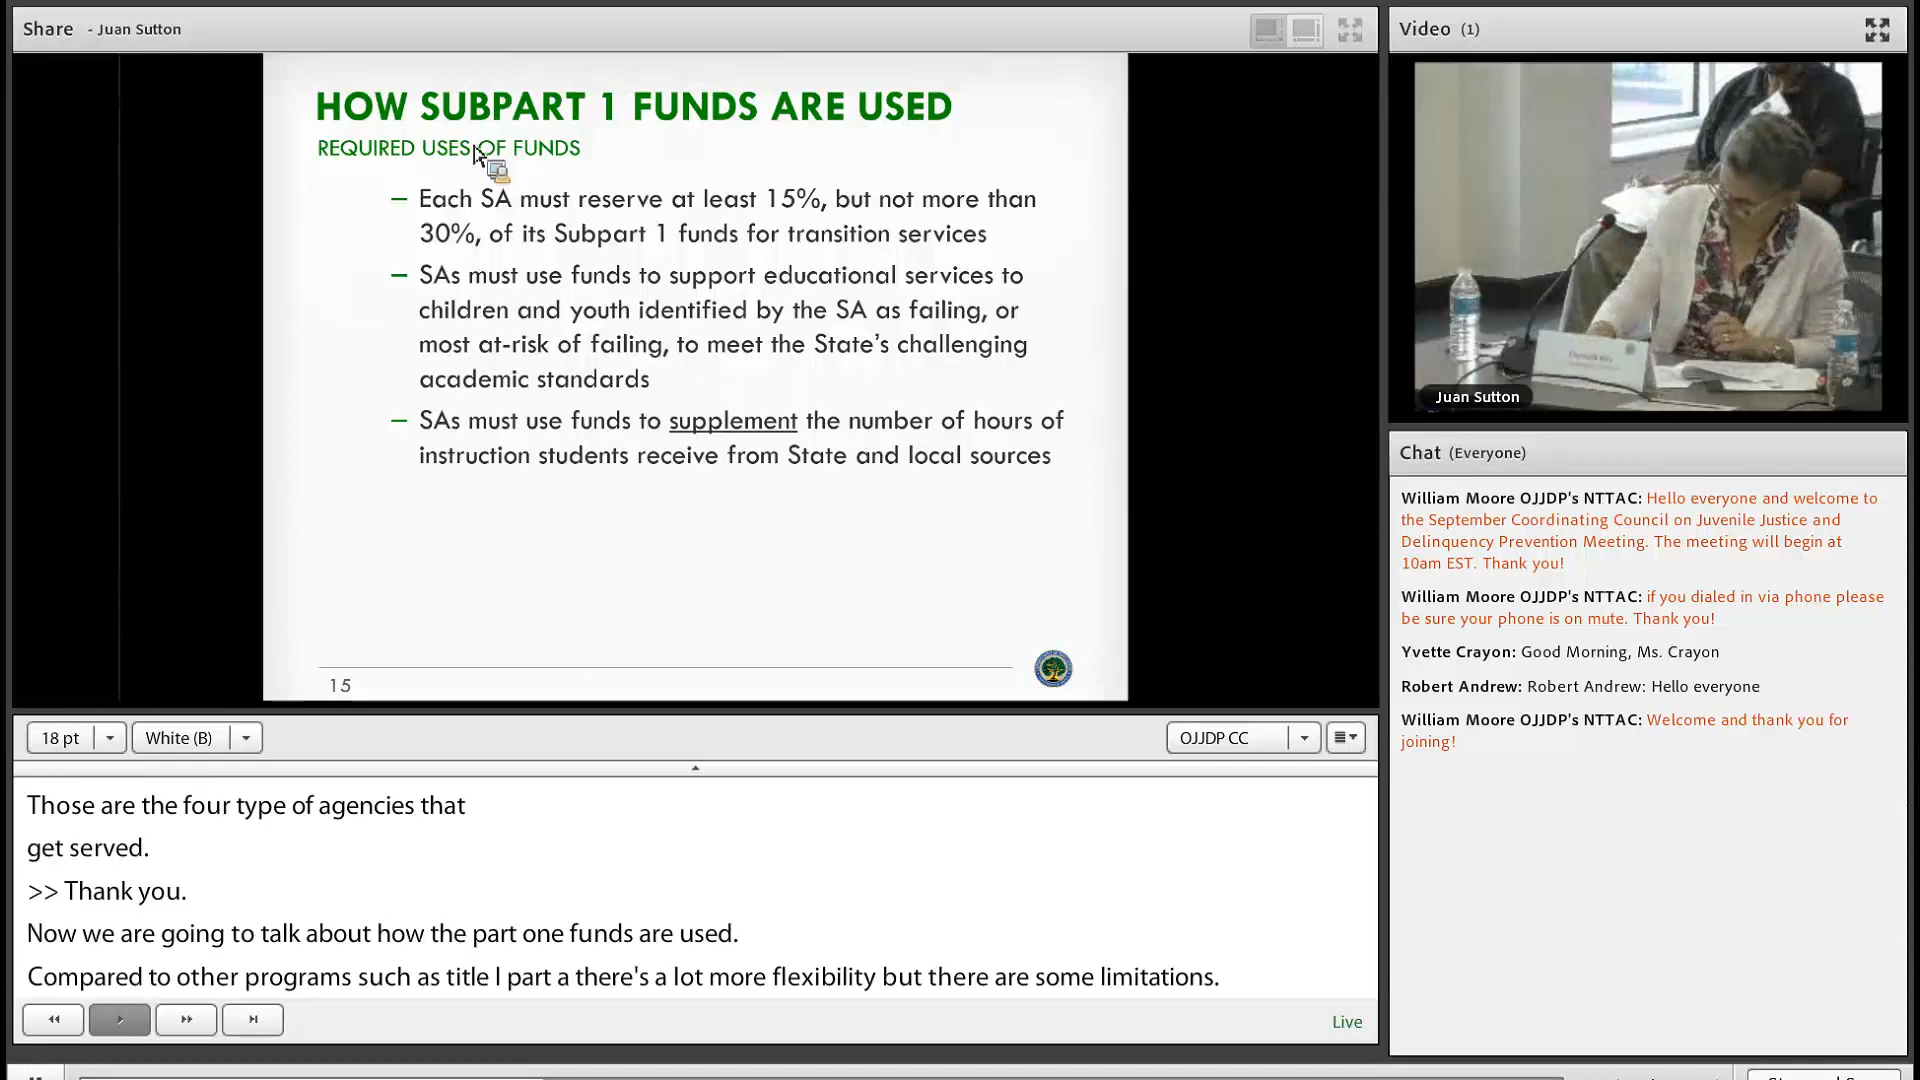 Share - Juan Sutton
HOW SUBPART 1 FUNDS ARE USED
REQUIRED USES OF FUNDS
– Each SA must reserve at least 15%, but not more than
30%, of its Subpart 1 funds for transition services
– SAs must use funds to support educational services to
children and youth identified by the SA as failing, or
most at-risk of failing, to meet the State’s challenging
academic standards
– SAs must use funds to supplement the number of hours of
instruction students receive from State and local sources
15
18 pt
White (B)
OJJDP CC
Those are the four type of agencies that
get served.
>> Thank you.
Now we are going to talk about how the part one funds are used.
Compared to other programs such as title I part a there's a lot more flexibility but there are some limitations.
Live
Video (1)
Juan Sutton
Chat (Everyone)
William Moore OJJDP's NTTAC: Hello everyone and welcome to
the September Coordinating Council on Juvenile Justice and
Delinquency Prevention Meeting. The meeting will begin at
10am EST. Thank you!
William Moore OJJDP's NTTAC: if you dialed in via phone please
be sure your phone is on mute. Thank you!
Yvette Crayon: Good Morning, Ms. Crayon
Robert Andrew: Robert Andrew: Hello everyone
William Moore OJJDP's NTTAC: Welcome and thank you for
joining!